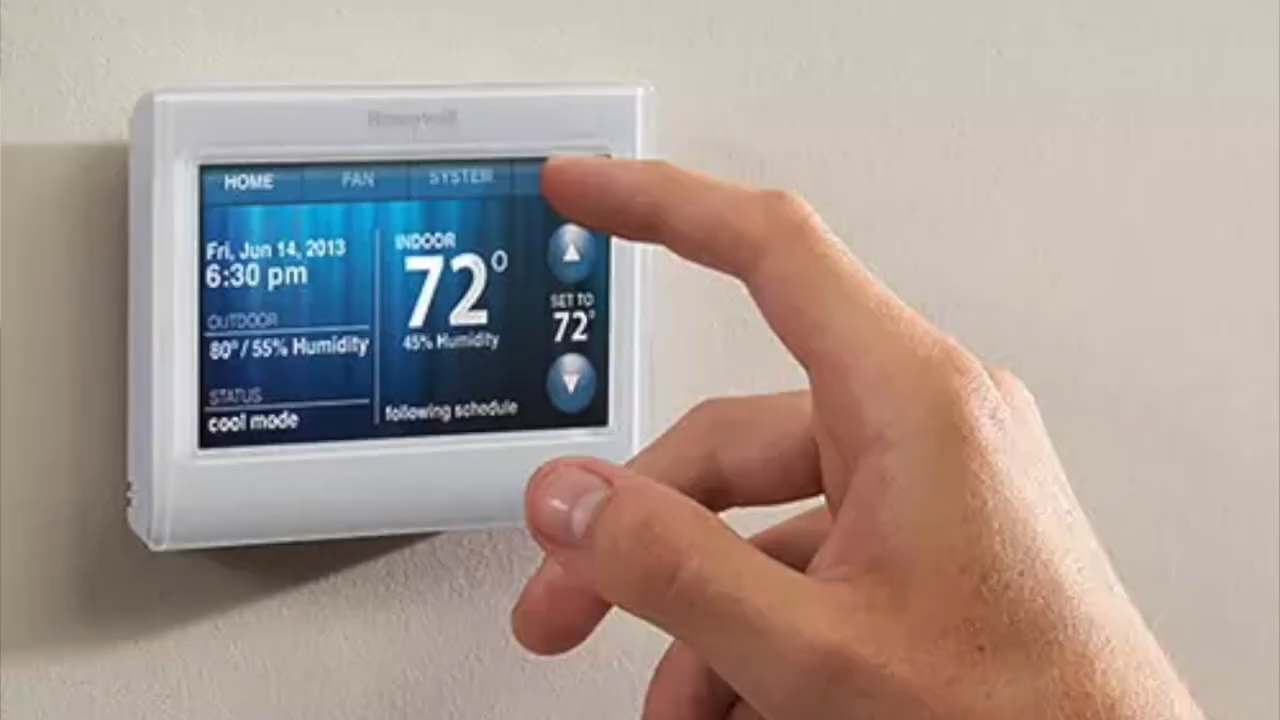 Honeywell
HOME FAN SYSTEM
Fri, Jun 14, 2013
6:30 pm
OUTDOOR
80° / 55% Humidity
STATUS
cool mode
INDOOR
72°
45% Humidity
following schedule
SET TO
72°